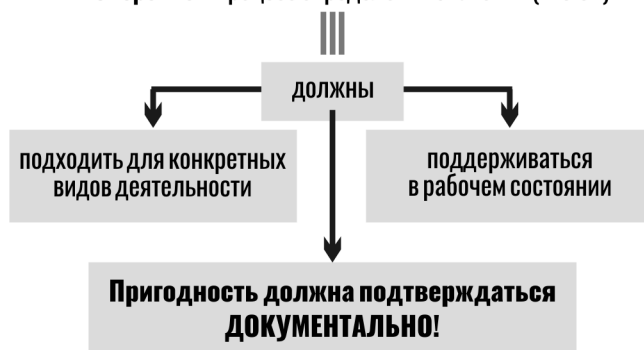 должны
подходить для конкретных
видов деятельности
поддерживаться
в рабочем состоянии
Пригодность должна подтверждаться
ДОКУМЕНТАЛЬНО!